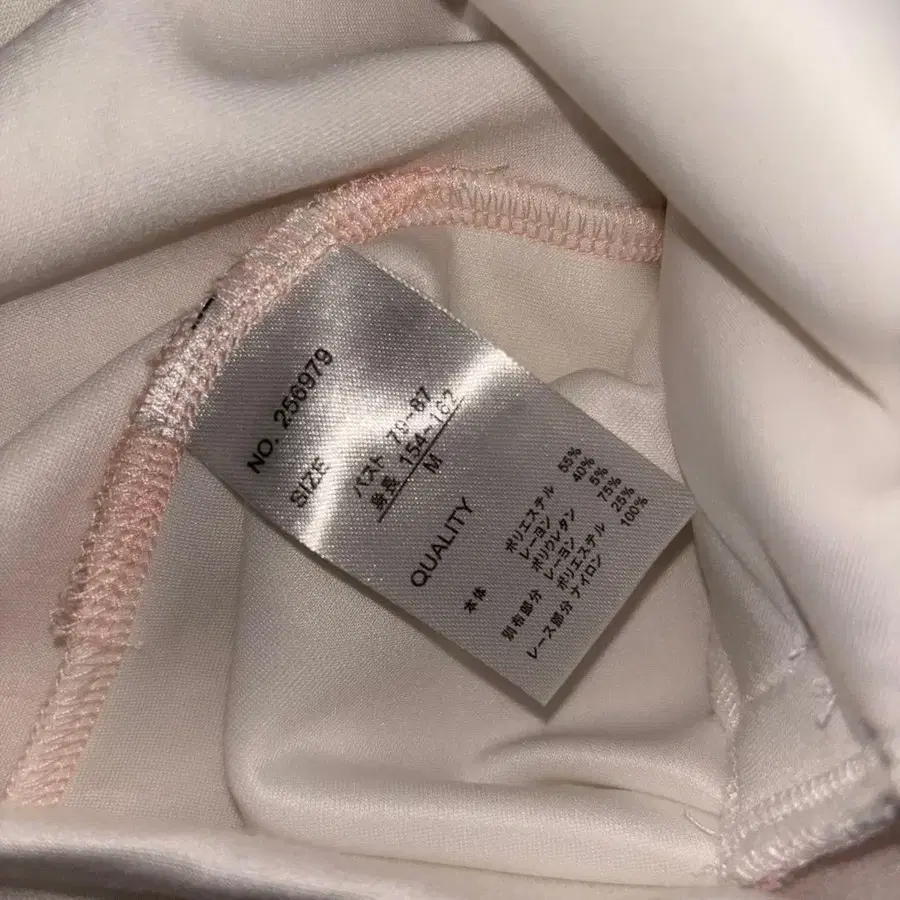 NO. 256979
SIZE
バスト 79~87
身長 154~162
M
QUALITY
本体 ポリエステル 55%
レーヨン 40%
ポリウレタン 5%
別布部分 レーヨン 75%
ポリエステル 25%
レース部分 ナイロン 100%